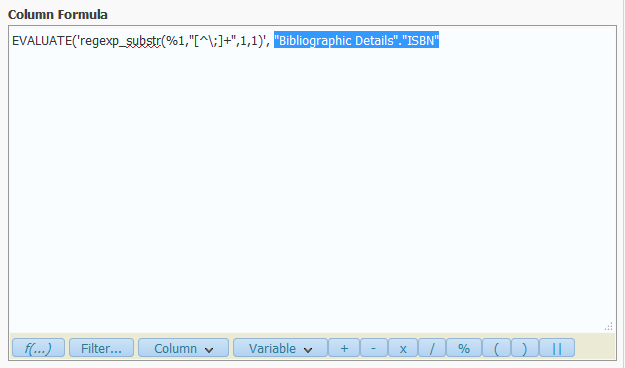 Column Formula
EVALUATE('regexp_substr(%1,"[^\;]+",1,1)', "Bibliographic Details"."ISBN"
f(...) Filter... Column Variable + - x / % ( ) ||